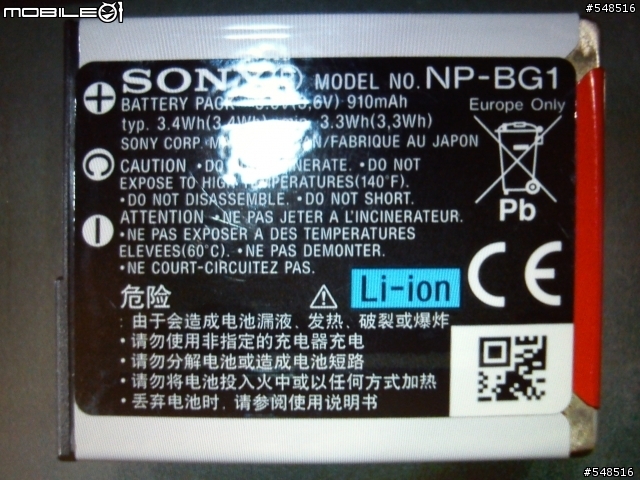 MOBILE01
#548516
SONY
MODEL NO. NP-BG1
BATTERY PACK 3,6V) 910mAh
Europe Only
typ. 3.4Wh(3,4Wh) 3.3Wh(3,3Wh)
SONY CORP. /FABRIQUE AU JAPON
CAUTION •DO •DO NOT
EXPOSE TO HIGH TEMPERATURES(140°F).
•DO NOT DISASSEMBLE. •DO NOT SHORT.
ATTENTION •NE PAS JETER A L'INCINERATEUR.
•NE PAS EXPOSER A DES TEMPERATURES
ELEVEES(60°C). •NE PAS DEMONTER.
•NE COURT-CIRCUITEZ PAS.
Pb
CE
Li-ion
危险
:由于会造成电池漏液、发热、破裂或爆炸
•请勿使用非指定的充电器充电
•请勿分解电池或造成电池短路
•请勿将电池投入火中或以任何方式加热
•丢弃电池时,请参阅使用说明书
#548516